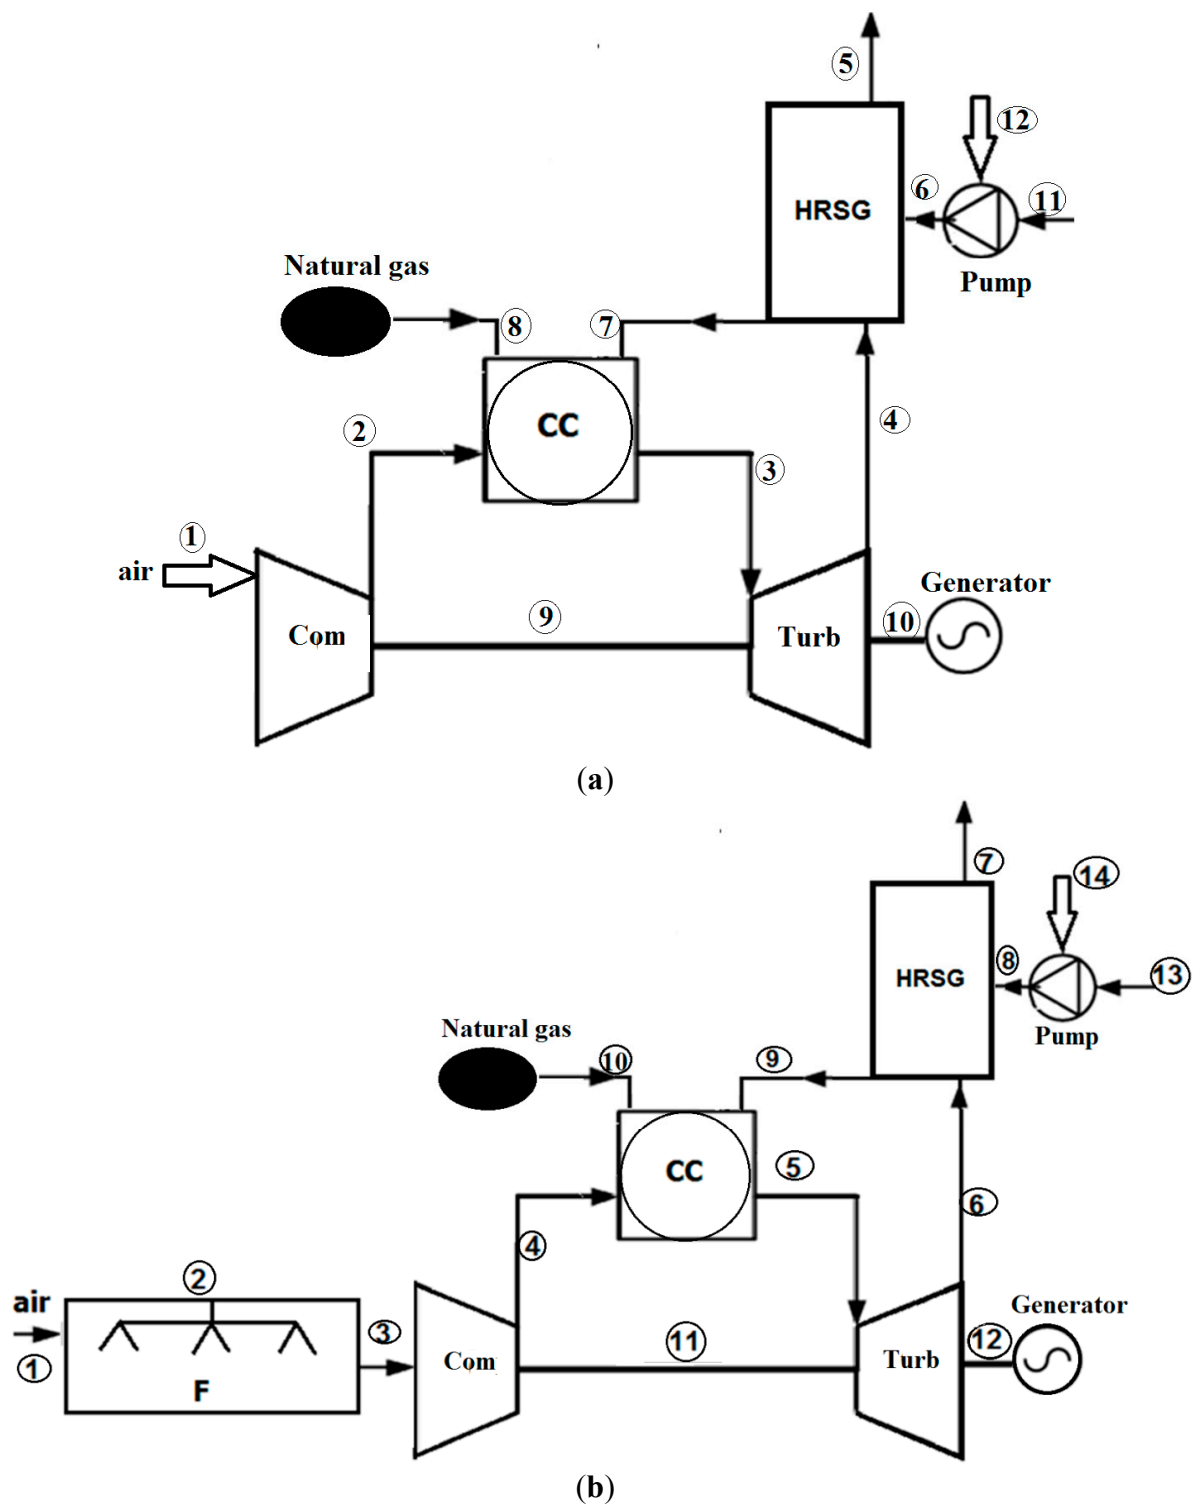 5
12
HRSG
6
11
Pump
Natural gas
8
7
CC
2
4
3
1
air
Generator
9
10
Com
Turb
(a)
7
14
HRSG
8
13
Pump
Natural gas
10
9
CC
5
6
4
2
air
3
1
F
Generator
11
12
Com
Turb
(b)